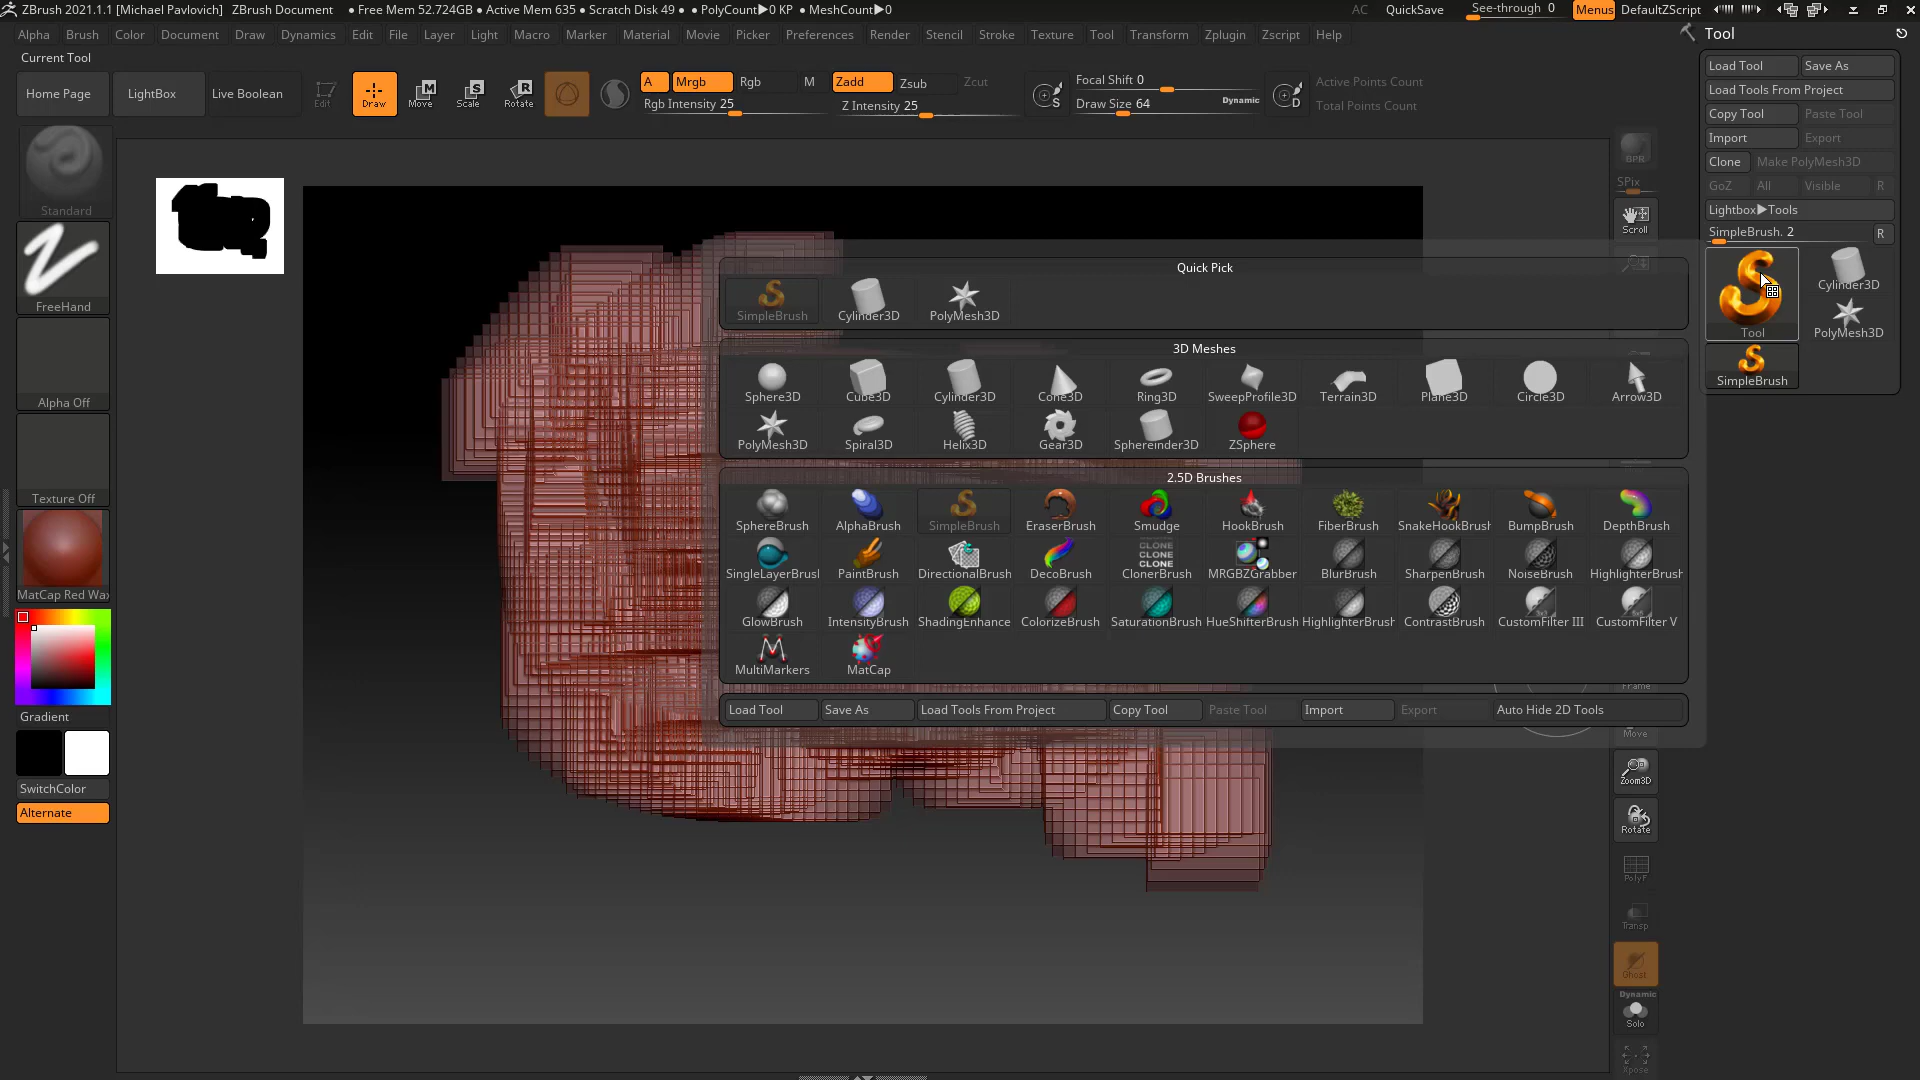 ZBrush 2021.1.1 [Michael Pavlovich] ZBrush Document • Free Mem 52.724GB • Active Mem 635 • Scratch Disk 49 • • PolyCount▶0 KP • MeshCount▶0 AC QuickSave See-through 0 Menus DefaultZScript
Alpha Brush Color Document Draw Dynamics Edit File Layer Light Macro Marker Material Movie Picker Preferences Render Stencil Stroke Texture Tool Transform Zplugin Zscript Help
Tool
Current Tool
Home Page LightBox Live Boolean Edit Draw Move Scale Rotate
A Mrgb Rgb M Zadd Zsub Zcut
Rgb Intensity 25 Z Intensity 25
S Focal Shift 0
Draw Size 64 Dynamic
D Active Points Count
Total Points Count
Load Tool Save As
Load Tools From Project
Copy Tool Paste Tool
Import Export
Clone Make PolyMesh3D
GoZ All Visible R
Lightbox▶Tools
SimpleBrush. 2 R
Tool Cylinder3D
PolyMesh3D
SimpleBrush
Standard
FreeHand
Alpha Off
Texture Off
MatCap Red Wax
Gradient
SwitchColor
Alternate
Quick Pick
SimpleBrush Cylinder3D PolyMesh3D
3D Meshes
Sphere3D Cube3D Cylinder3D Cone3D Ring3D SweepProfile3D Terrain3D Plane3D Circle3D Arrow3D
PolyMesh3D Spiral3D Helix3D Gear3D Sphereinder3D ZSphere
2.5D Brushes
SphereBrush AlphaBrush SimpleBrush EraserBrush Smudge HookBrush FiberBrush SnakeHookBrush BumpBrush DepthBrush
SingleLayerBrusl PaintBrush DirectionalBrush DecoBrush CLONE CLONE CLONE ClonerBrush MRGBZGrabber BlurBrush SharpenBrush NoiseBrush HighlighterBrush
GlowBrush IntensityBrush ShadingEnhance ColorizeBrush SaturationBrush HueShifterBrush HighlighterBrush ContrastBrush CustomFilter III CustomFilter V
MultiMarkers MatCap
Load Tool Save As Load Tools From Project Copy Tool Paste Tool Import Export Auto Hide 2D Tools
BPR
SPix
Scroll
Frame
Move
Zoom3D
Rotate
PolyF
Transp
Ghost
Dynamic
Solo
Xpose